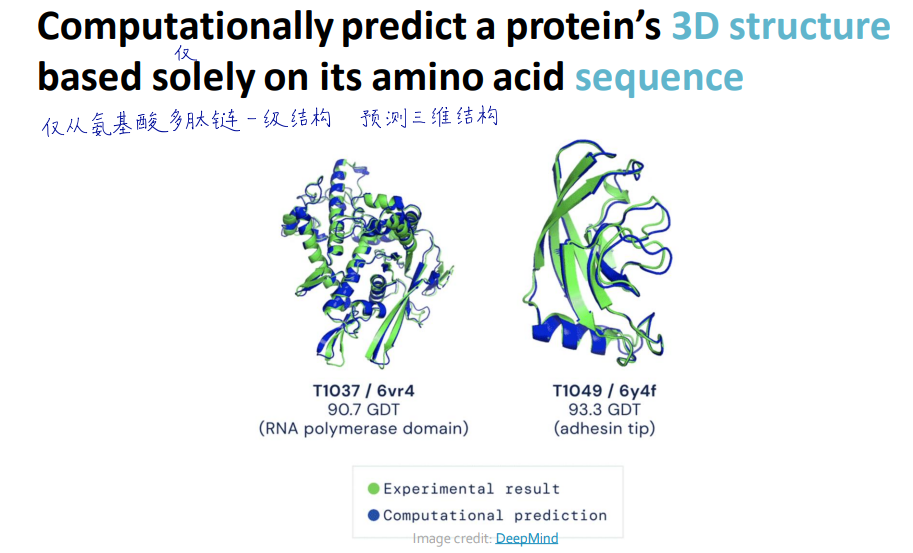 Computationally predict a protein's 3D structure
仅
based solely on its amino acid sequence
仅从氨基酸多肽链一级结构 预测三维结构
T1037 / 6vr4
90.7 GDT
(RNA polymerase domain)
T1049 / 6y4f
93.3 GDT
(adhesin tip)
Experimental result
Computational prediction
Image credit: DeepMind